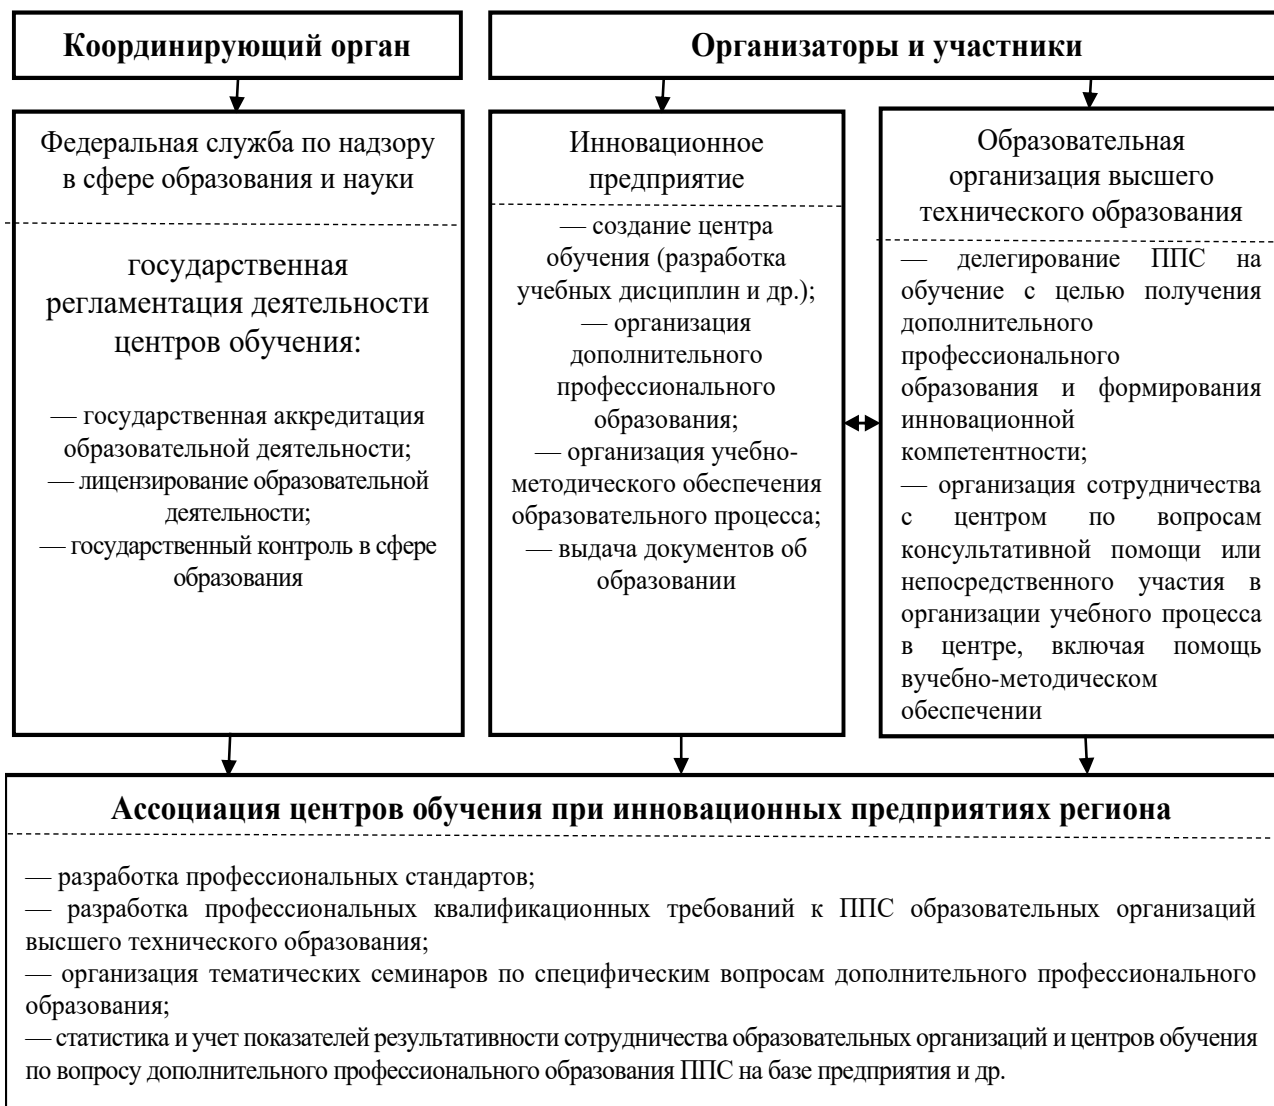 Координирующий орган
Организаторы и участники
Федеральная служба по надзору
в сфере образования и науки
государственная
регламентация деятельности
центров обучения:
— государственная аккредитация
образовательной деятельности;
— лицензирование образовательной
деятельности;
— государственный контроль в сфере
образования
Инновационное
предприятие
— создание центра
обучения (разработка
учебных дисциплин и др.);
— организация
дополнительного
профессионального
образования;
— организация учебно-
методического обеспечения
образовательного процесса;
— выдача документов об
образовании
Образовательная
организация высшего
технического образования
— делегирование ППС на
обучение с целью получения
дополнительного
профессионального
образования и формирования
инновационной
компетентности;
— организация сотрудничества
с центром по вопросам
консультативной помощи или
непосредственного участия в
организации учебного процесса
в центре, включая помощь
вучебно-методическом
обеспечении
Ассоциация центров обучения при инновационных предприятиях региона
— разработка профессиональных стандартов;
— разработка профессиональных квалификационных требований к ППС образовательных организаций
высшего технического образования;
— организация тематических семинаров по специфическим вопросам дополнительного профессионального
образования;
— статистика и учет показателей результативности сотрудничества образовательных организаций и центров обучения
по вопросу дополнительного профессионального образования ППС на базе предприятия и др.